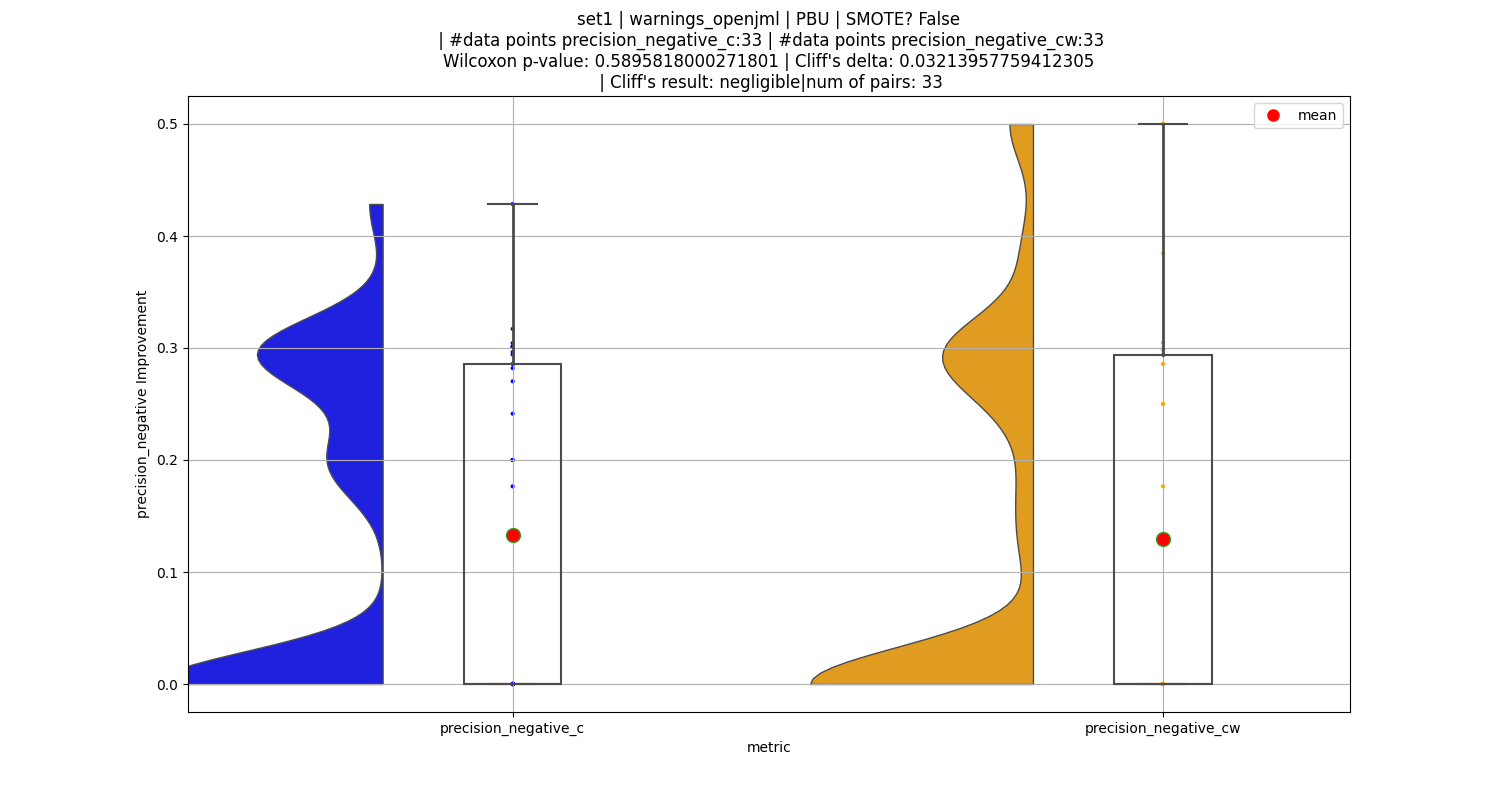 set1 | warnings_openjml | PBU | SMOTE? False
| #data points precision_negative_c:33 | #data points precision_negative_cw:33
Wilcoxon p-value: 0.5895818000271801 | Cliff's delta: 0.03213957759412305
| Cliff's result: negligible|num of pairs: 33
mean
0.5
0.4
0.3
0.2
0.1
0.0
precision_negative Improvement
precision_negative_c
precision_negative_cw
metric